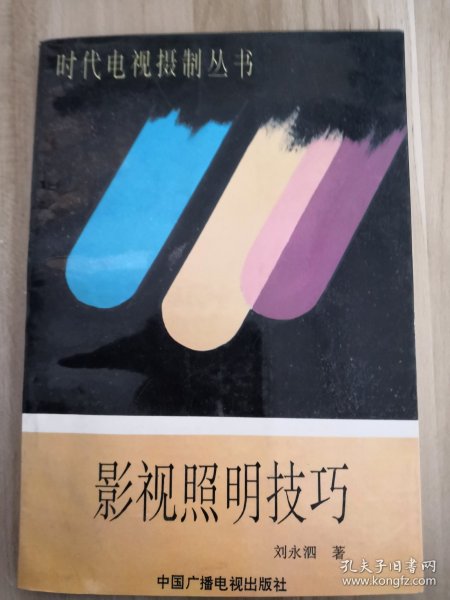 时代电视摄制丛书
影视照明技巧
刘永泗 著
中国广播电视出版社
孔夫子旧书网
www.kongfz.com